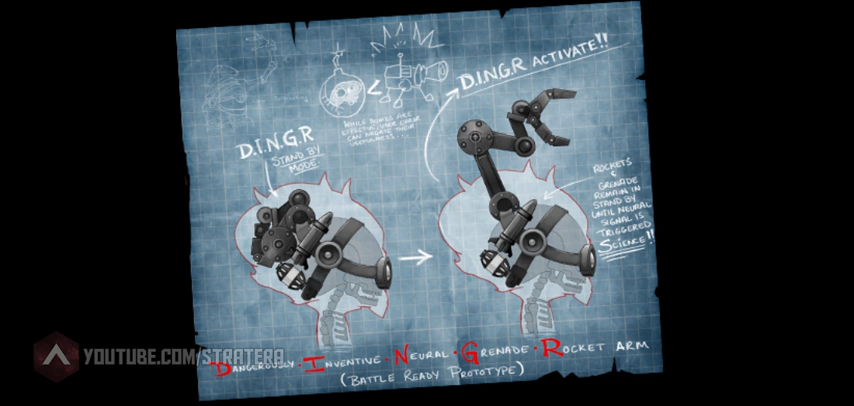 D.I.N.G.R ACTIVATE!!
WHILE BOMBS ARE
EFFECTIVE, USER ERROR
CAN NEGATE THEIR
USEFULNESS...
D.I.N.G.R
STAND BY
MODE
ROCKETS
&
GRENADE
REMAIN IN
STAND BY
UNTIL NEURAL
SIGNAL IS
TRIGGERED
SCIENCE!!
DANGEROUSLY · INVENTIVE · NEURAL · GRENADE · ROCKET ARM
(BATTLE READY PROTOTYPE)
YOUTUBE.COM/STRATERA